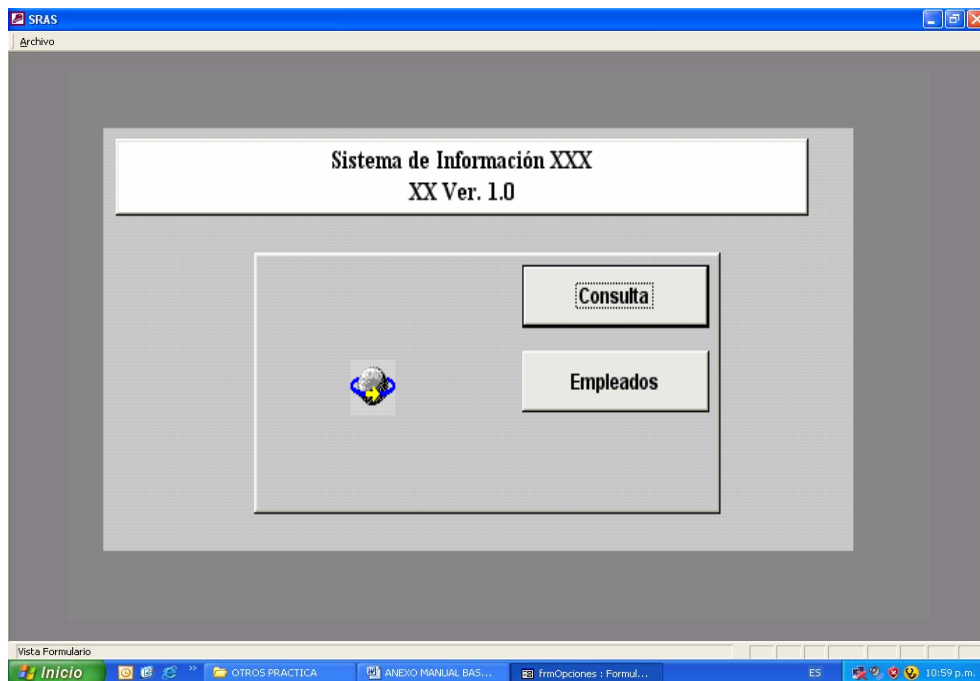 SRAS
Archivo
Sistema de Información XXX
XX Ver. 1.0
Consulta
Empleados
Vista Formulario
Inicio
OTROS PRACTICA
ANEXO MANUAL BAS...
frmOpciones : Formul...
ES
10:59 p.m.